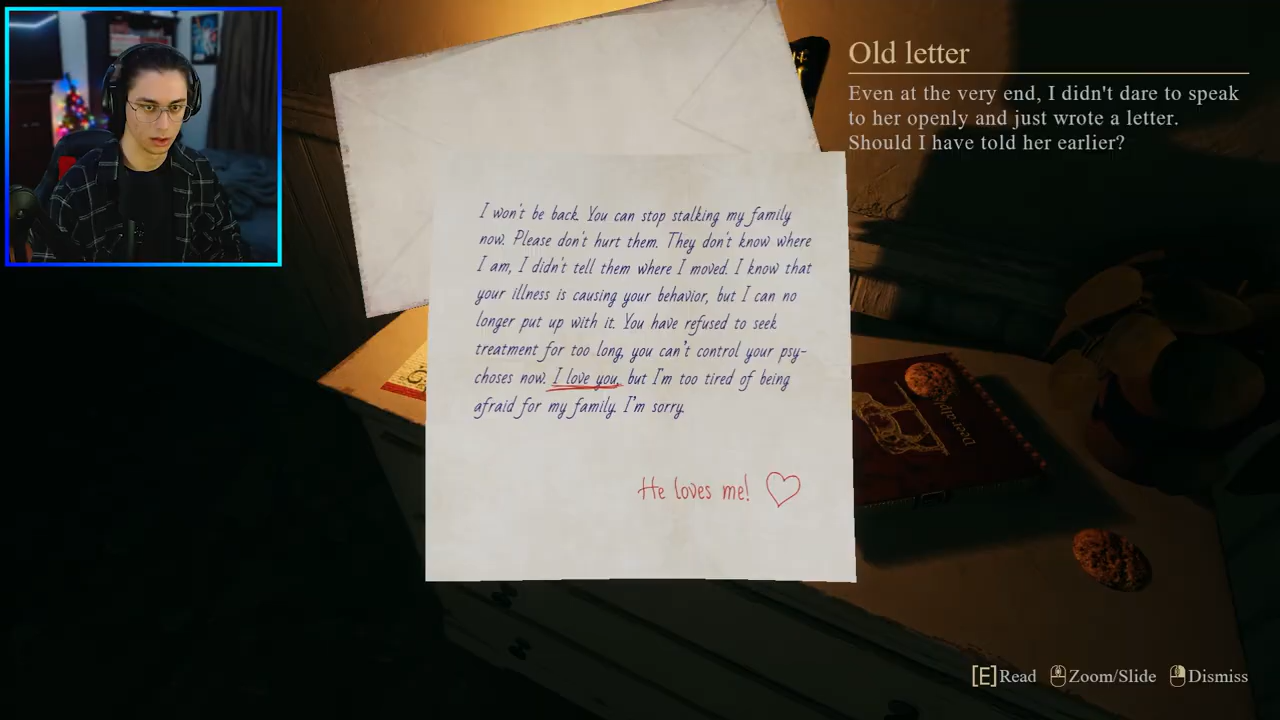 Old letter
Even at the very end, I didn't dare to speak
to her openly and just wrote a letter.
Should I have told her earlier?
I won't be back. You can stop stalking my family
now. Please don't hurt them. They don't know where
I am, I didn't tell them where I moved. I know that
your illness is causing your behavior, but I can no
longer put up with it. You have refused to seek
treatment for too long, you can't control your psy-
choses now. I love you, but I'm too tired of being
afraid for my family. I'm sorry.
He loves me!
[E]Read Zoom/Slide Dismiss